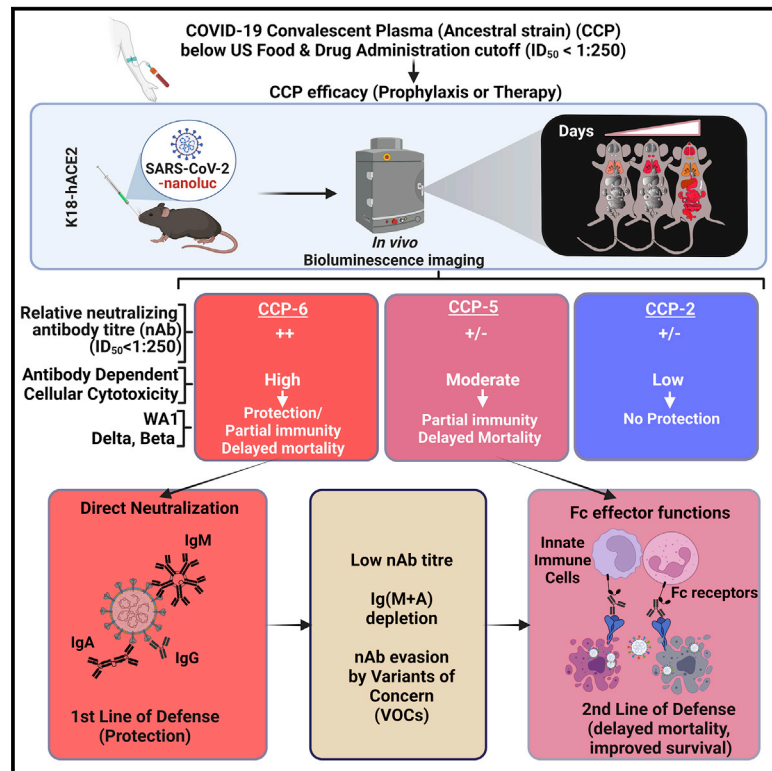 COVID-19 Convalescent Plasma (Ancestral strain) (CCP)
below US Food & Drug Administration cutoff (ID50 < 1:250)
CCP efficacy (Prophylaxis or Therapy)
K18-hACE2
SARS-CoV-2
-nanoluc
In vivo
Bioluminescence imaging
Days
Relative neutralizing
antibody titre (nAb)
(ID50<1:250)
Antibody Dependent
Cellular Cytotoxicity
WA1
Delta, Beta
CCP-6
++
High
Protection/
Partial immunity
Delayed mortality
CCP-5
+/-
Moderate
Partial immunity
Delayed Mortality
CCP-2
+/-
Low
No Protection
Direct Neutralization
IgM
IgA
IgG
1st Line of Defense
(Protection)
Low nAb titre
Ig(M+A)
depletion
nAb evasion
by Variants of
Concern
(VOCs)
Fc effector functions
Innate
Immune
Cells
Fc receptors
2nd Line of Defense
(delayed mortality,
improved survival)